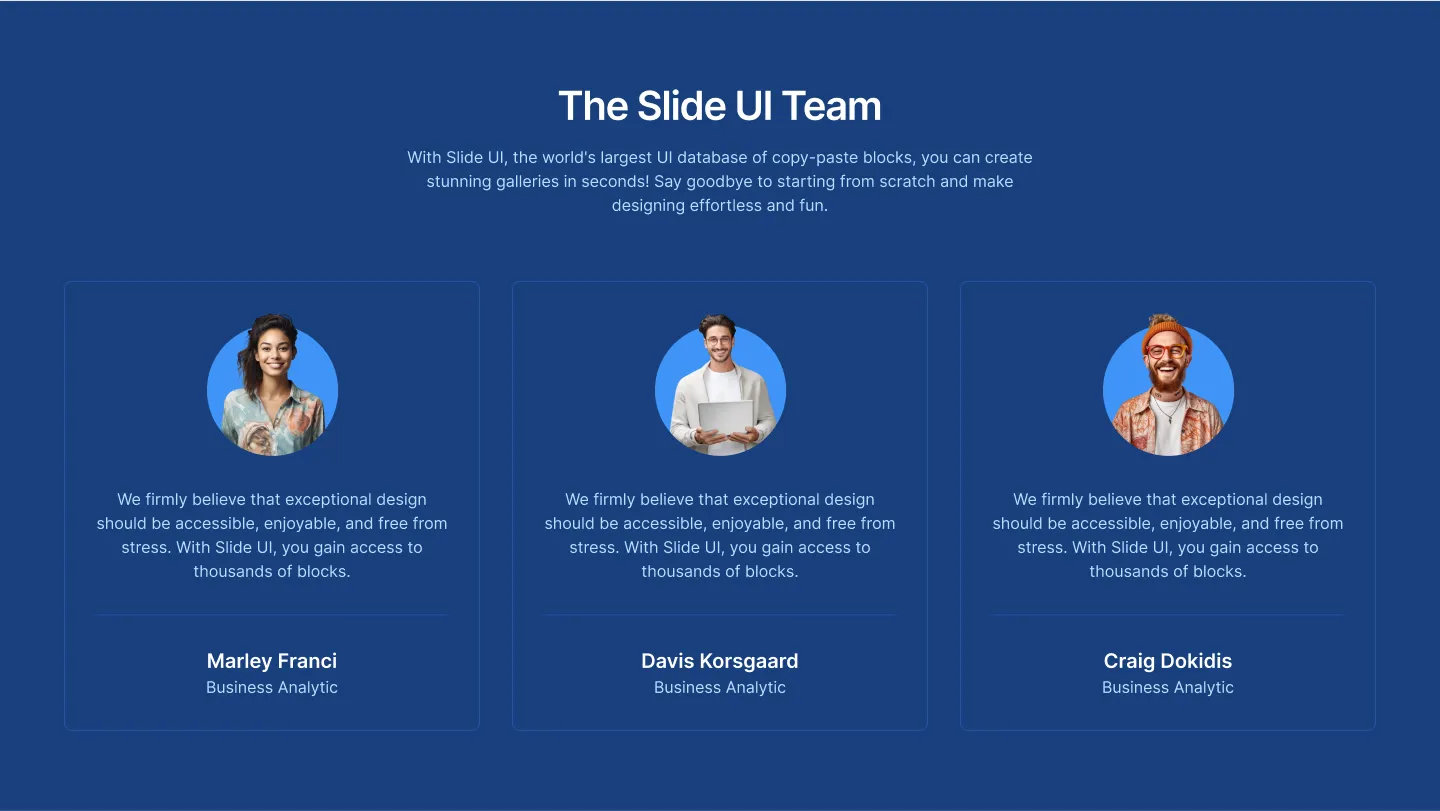 The Slide UI Team
With Slide UI, the world's largest UI database of copy-paste blocks, you can create
stunning galleries in seconds! Say goodbye to starting from scratch and make
designing effortless and fun.
We firmly believe that exceptional design
should be accessible, enjoyable, and free from
stress. With Slide UI, you gain access to
thousands of blocks.
Marley Franci
Business Analytic
We firmly believe that exceptional design
should be accessible, enjoyable, and free from
stress. With Slide UI, you gain access to
thousands of blocks.
Davis Korsgaard
Business Analytic
We firmly believe that exceptional design
should be accessible, enjoyable, and free from
stress. With Slide UI, you gain access to
thousands of blocks.
Craig Dokidis
Business Analytic